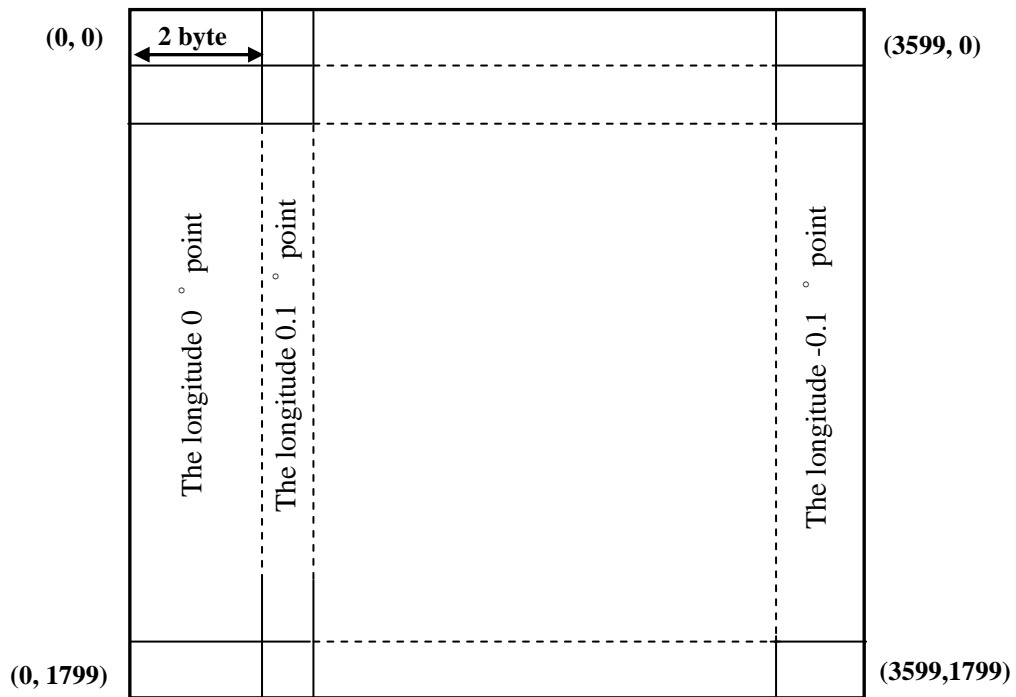 (0, 0)
2 byte
(3599, 0)
The longitude 0 ° point
The longitude 0.1 ° point
The longitude -0.1 ° point
(0, 1799)
(3599,1799)